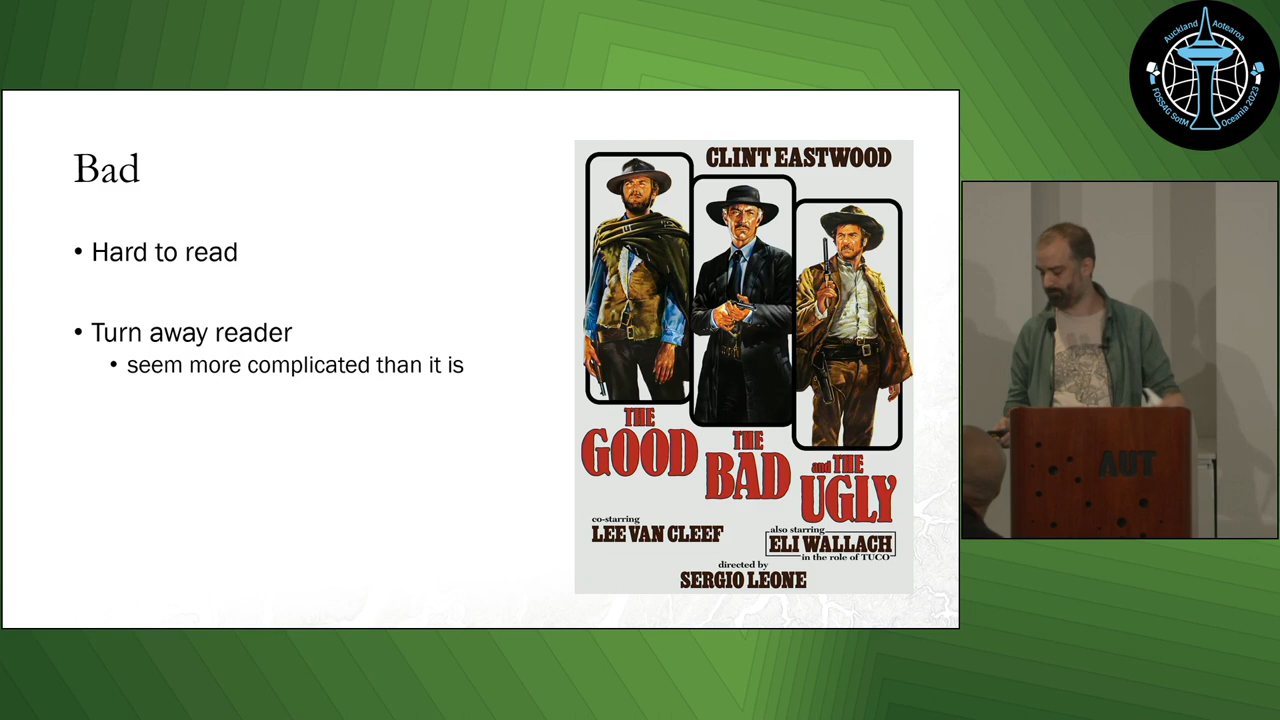 Bad
• Hard to read
• Turn away reader
• seem more complicated than it is
CLINT EASTWOOD
THE
GOOD
THE
BAD
and THE
UGLY
co-starring
LEE VAN CLEEF
also starring
ELI WALLACH
in the role of TUCO
directed by
SERGIO LEONE
Auckland Aotearoa
FOSS4G SotM Oceania 2023
AUT